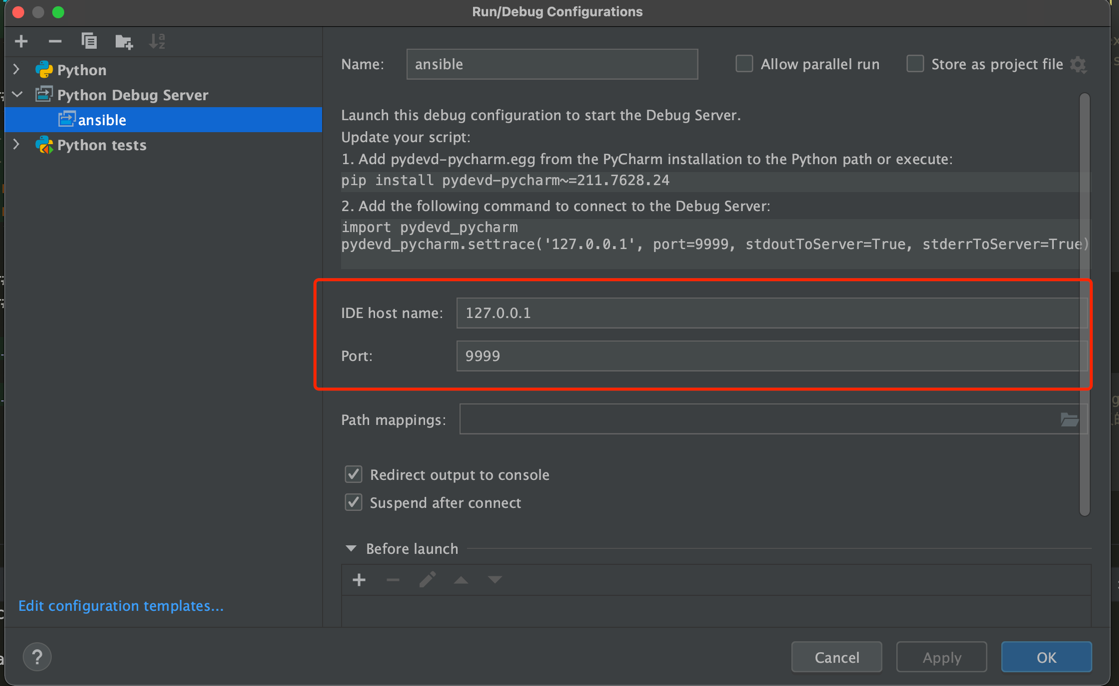 Run/Debug Configurations
Python
Python Debug Server
ansible
Python tests
Edit configuration templates...
Name: ansible Allow parallel run Store as project file
Launch this debug configuration to start the Debug Server.
Update your script:
1. Add pydevd-pycharm.egg from the PyCharm installation to the Python path or execute:
pip install pydevd-pycharm~=211.7628.24
2. Add the following command to connect to the Debug Server:
import pydevd_pycharm
pydevd_pycharm.settrace('127.0.0.1', port=9999, stdoutToServer=True, stderrToServer=True)
IDE host name: 127.0.0.1
Port: 9999
Path mappings:
Redirect output to console
Suspend after connect
Before launch
? Cancel Apply OK